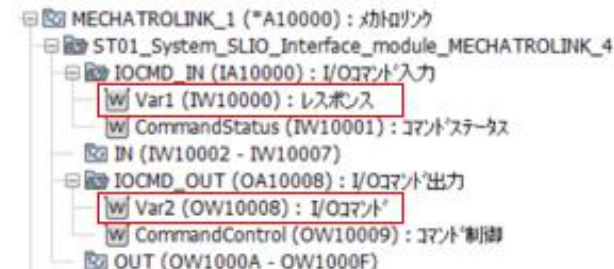 MECHATROLINK_1 (*A10000) : メカトロリンク
ST01_System_SLIO_Interface_module_MECHATROLINK_4
IOCMD_IN (IA10000) : I/Oコマンド入力
Var1 (IW10000) : レスポンス
CommandStatus (IW10001) : コマンドステータス
IN (IW10002 - IW10007)
IOCMD_OUT (OA10008) : I/Oコマンド出力
Var2 (OW10008) : I/Oコマンド
CommandControl (OW10009) : コマンド制御
OUT (OW1000A - OW1000F)